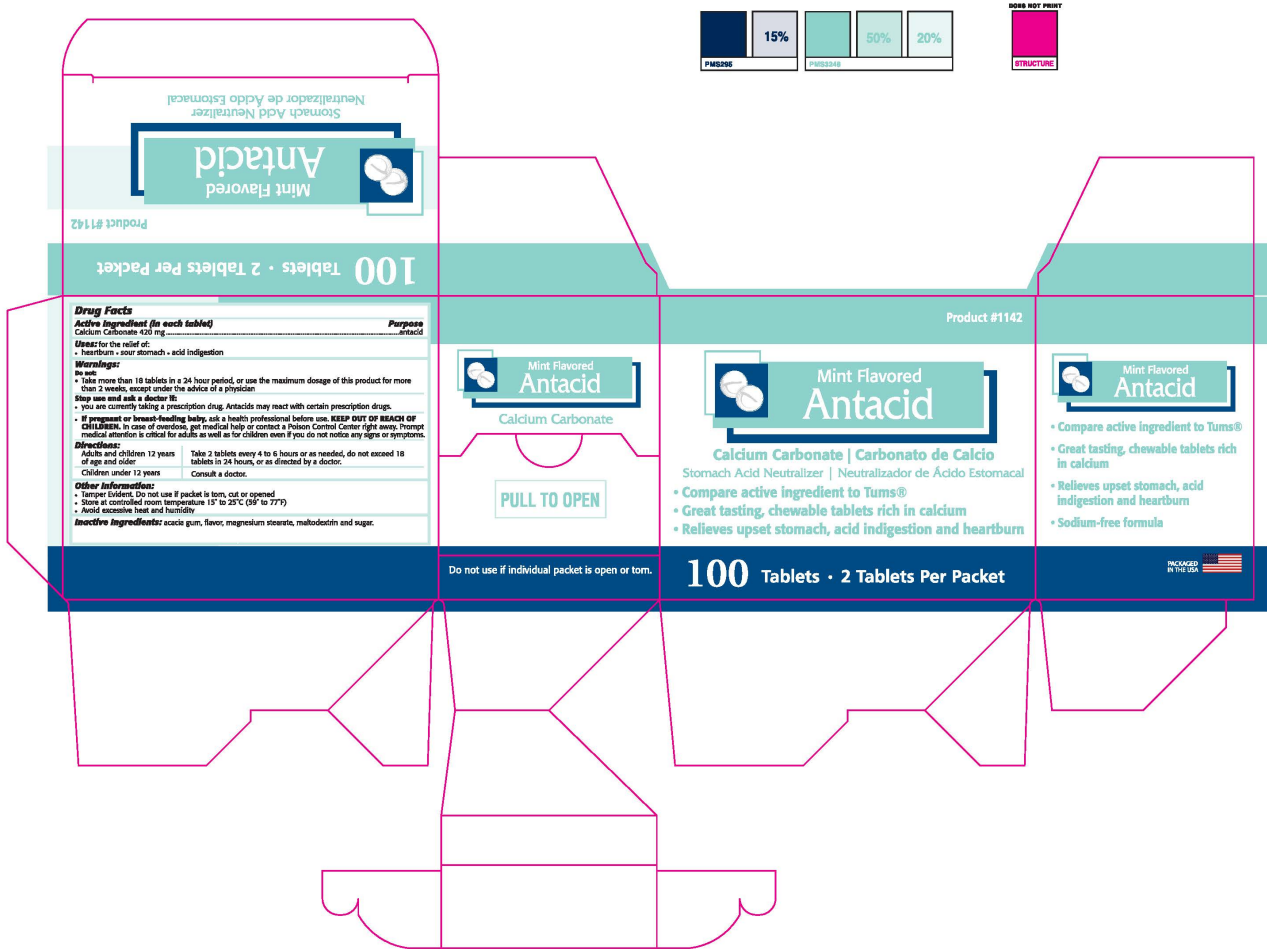 DOES NOT PRINT
15%
50%
20%
PMS295
PMS3248
STRUCTURE
Stomach Acid Neutralizer
Neutralizador de Ácido Estomacal
Mint Flavored
Antacid
Product #1142
100 Tablets • 2 Tablets Per Packet
Drug Facts
Active Ingredient (in each tablet) Purpose
Calcium Carbonate 420 mg antacid
Uses: for the relief of:
• heartburn • sour stomach • acid indigestion
Warnings:
Do not:
• Take more than 18 tablets in a 24 hour period, or use the maximum dosage of this product for more
than 2 weeks, except under the advice of a physician
Stop use and ask a doctor if:
• you are currently taking a prescription drug. Antacids may react with certain prescription drugs.
• If pregnant or breast-feeding baby, ask a health professional before use. KEEP OUT OF REACH OF
CHILDREN. In case of overdose, get medical help or contact a Poison Control Center right away. Prompt
medical attention is critical for adults as well as for children even if you do not notice any signs or symptoms.
Directions:
Adults and children 12 years Take 2 tablets every 4 to 6 hours or as needed, do not exceed 18
of age and older tablets in 24 hours, or as directed by a doctor.
Children under 12 years Consult a doctor.
Other Information:
• Tamper Evident. Do not use if packet is torn, cut or opened
• Store at controlled room temperature 15˚ to 25˚C (59˚ to 77˚F)
• Avoid excessive heat and humidity
Inactive Ingredients: acacia gum, flavor, magnesium stearate, maltodextrin and sugar.
Mint Flavored
Antacid
Calcium Carbonate
PULL TO OPEN
Do not use if individual packet is open or torn.
Product #1142
Mint Flavored
Antacid
Calcium Carbonate | Carbonato de Calcio
Stomach Acid Neutralizer | Neutralizador de Ácido Estomacal
• Compare active ingredient to Tums®
• Great tasting, chewable tablets rich in calcium
• Relieves upset stomach, acid indigestion and heartburn
100 Tablets • 2 Tablets Per Packet
Mint Flavored
Antacid
• Compare active ingredient to Tums®
• Great tasting, chewable tablets rich
in calcium
• Relieves upset stomach, acid
indigestion and heartburn
• Sodium-free formula
PACKAGED
IN THE USA